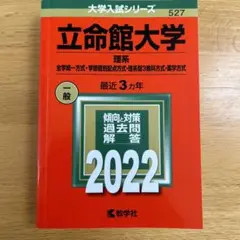 大学入試シリーズ
527
立命館大学
理系
全学統一方式・学部個別配点方式・理系型3教科方式・薬学方式
一般
最近3カ年
傾向と対策
過去問
解答
2022
教学社